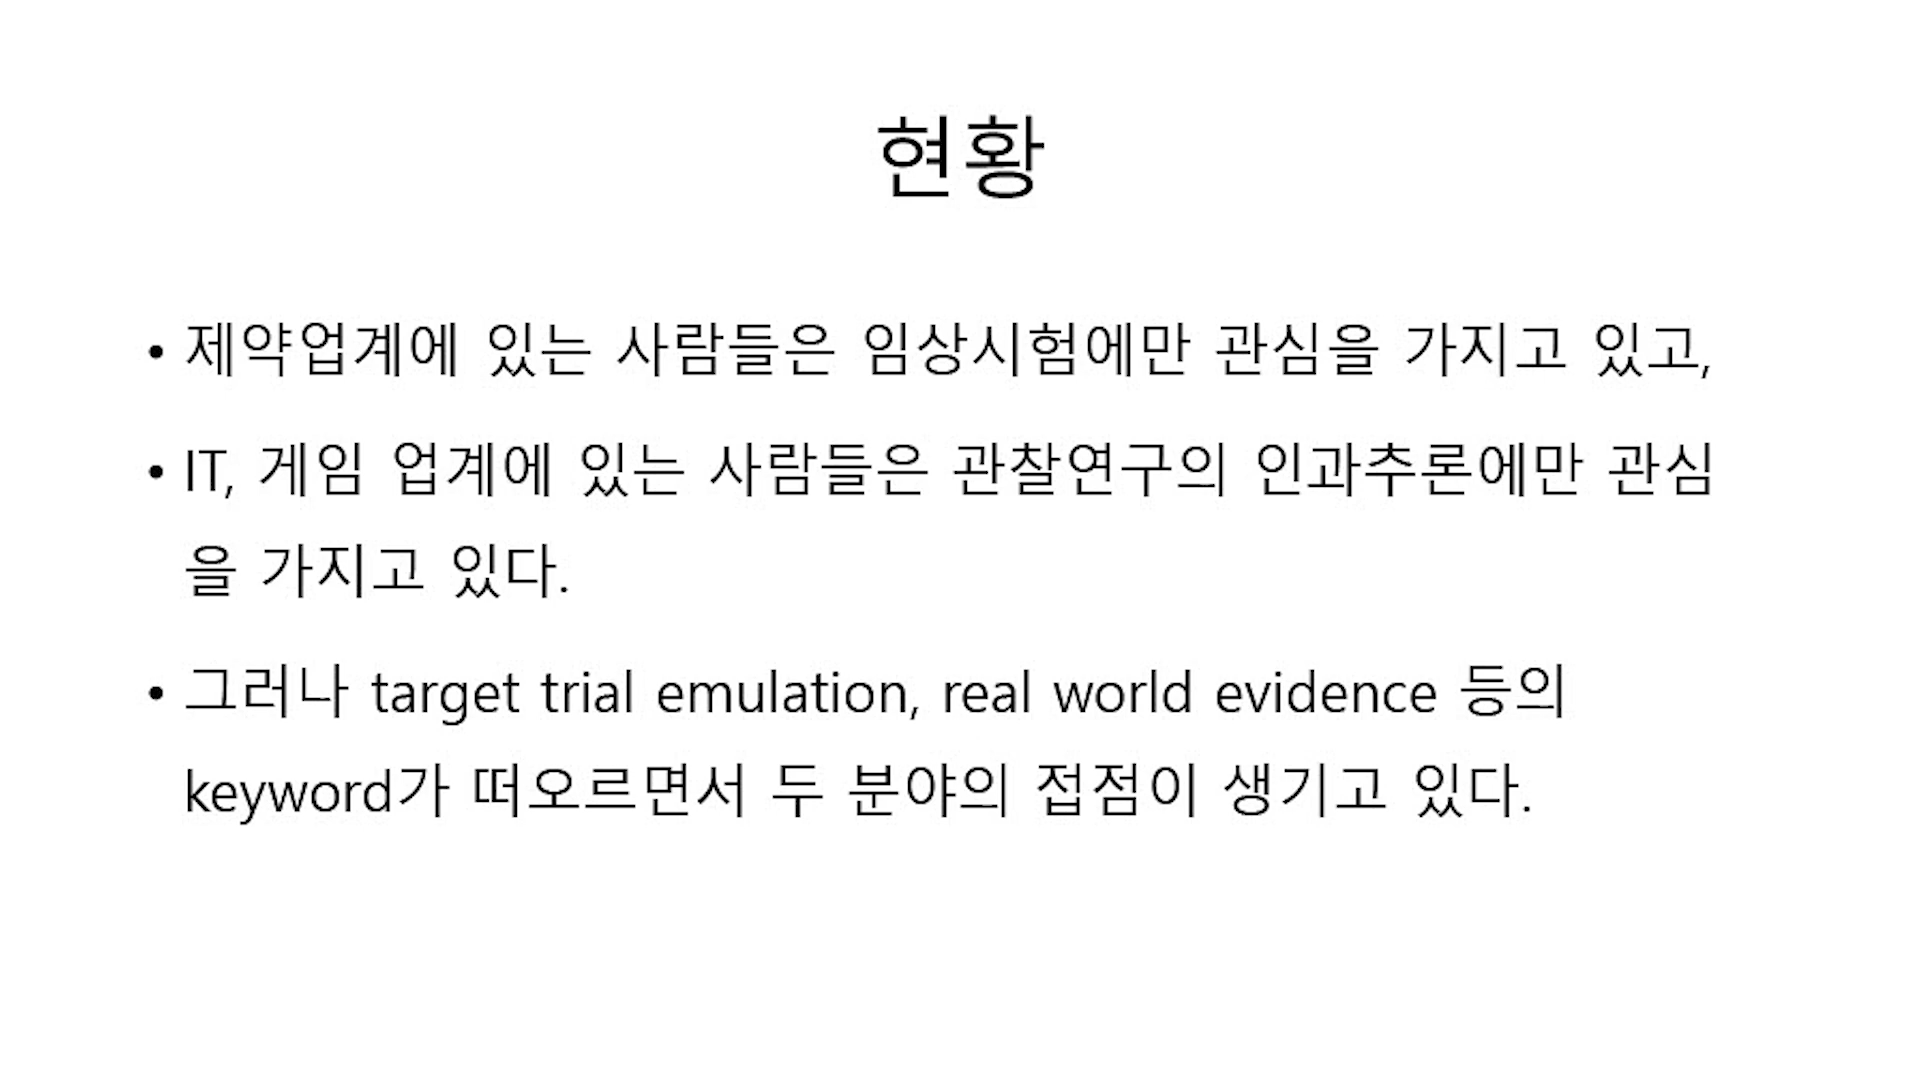 현황
• 제약업계에 있는 사람들은 임상시험에만 관심을 가지고 있고,
• IT, 게임 업계에 있는 사람들은 관찰연구의 인과추론에만 관심
을 가지고 있다.
• 그러나 target trial emulation, real world evidence 등의
keyword가 떠오르면서 두 분야의 접점이 생기고 있다.